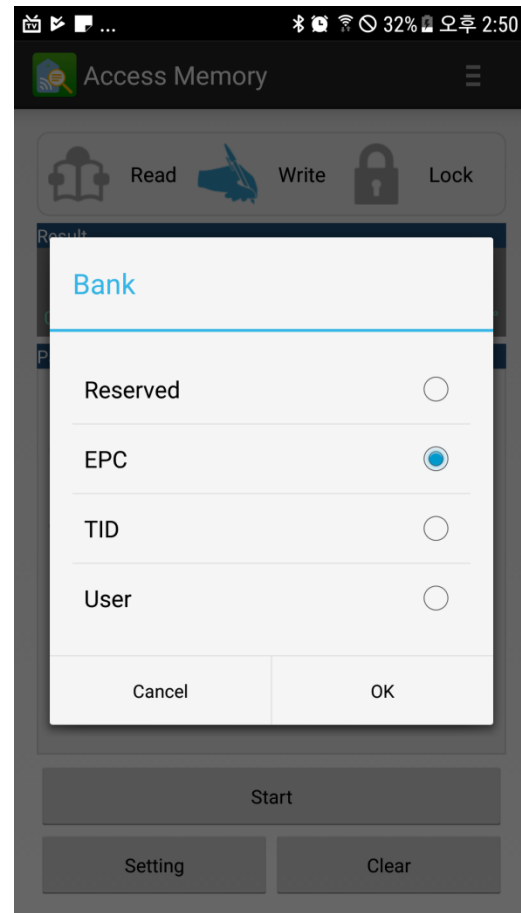 ... 32% 오후 2:50
Access Memory
Read Write Lock
Result
Bank
Reserved
EPC
TID
User
Cancel OK
Start
Setting Clear